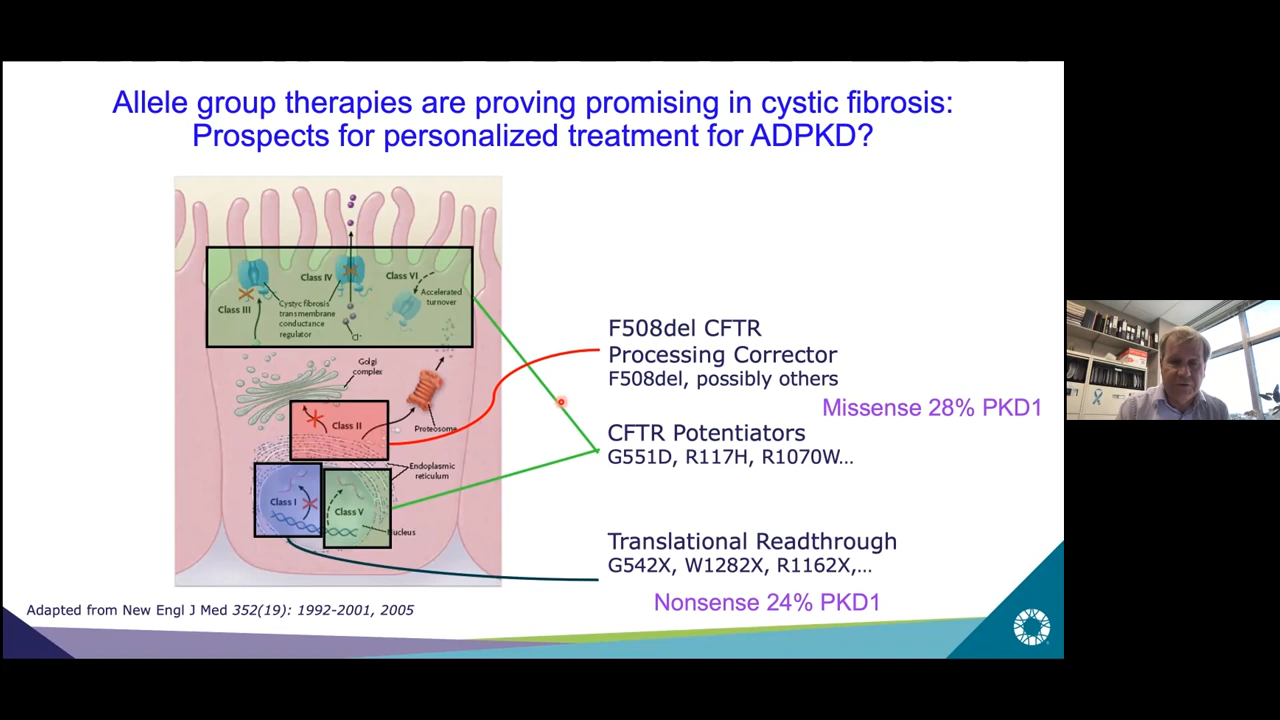 Allele group therapies are proving promising in cystic fibrosis:
Prospects for personalized treatment for ADPKD?
Class IV
Class VI
Accelerated
turnover
Class III
Cystyc fibrosis
transmembrane
conductance
regulator
Cl⁻
Golgi
complex
Class II
Proteosome
Endoplasmic
reticulum
Class I
Class V
Nucleus
F508del CFTR
Processing Corrector
F508del, possibly others
Missense 28% PKD1
CFTR Potentiators
G551D, R117H, R1070W...
Translational Readthrough
G542X, W1282X, R1162X,...
Nonsense 24% PKD1
Adapted from New Engl J Med 352(19): 1992-2001, 2005